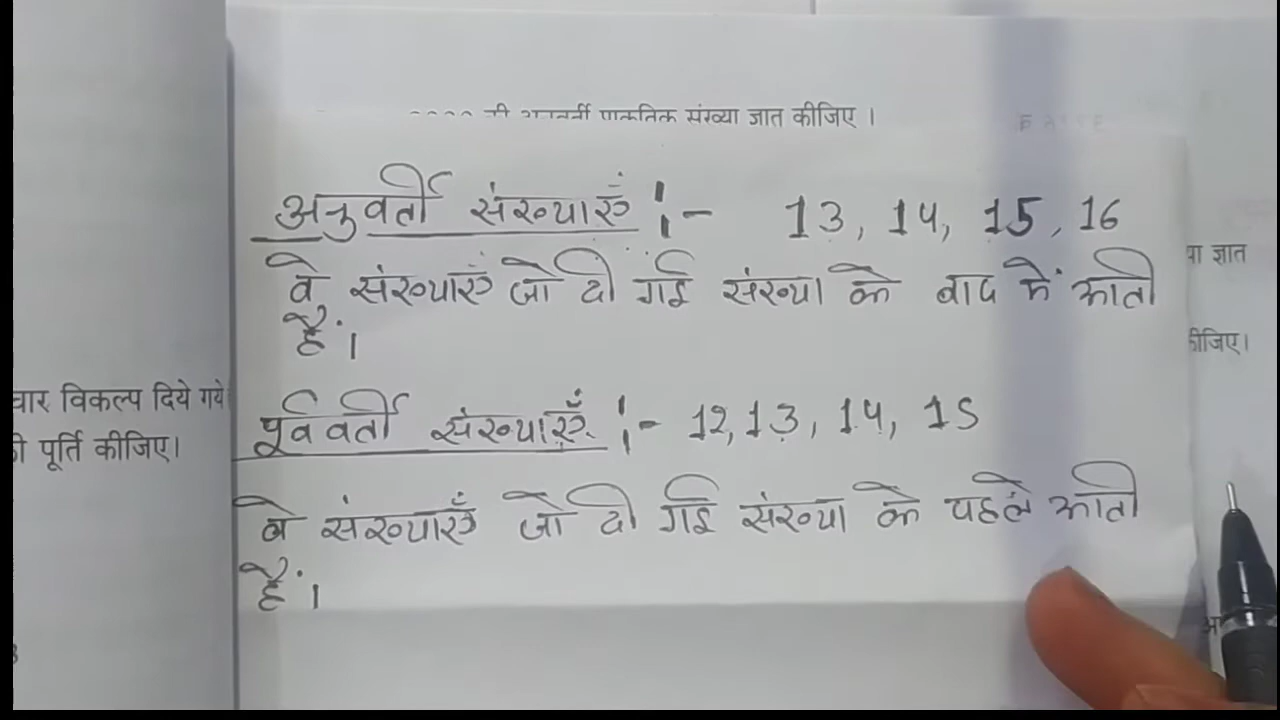 संख्या ज्ञात कीजिए ।
अनुवर्ती संख्याएँ :- 13, 14, 15, 16
वे संख्याएँ जो दी गई संख्या के बाद में आती
हैं।
पूर्ववर्ती संख्याएँ :- 12, 13, 14, 15
वे संख्याएँ जो दी गई संख्या के पहले आती
हैं।
चार विकल्प दिये गये
पूर्ति कीजिए।
ज्ञात